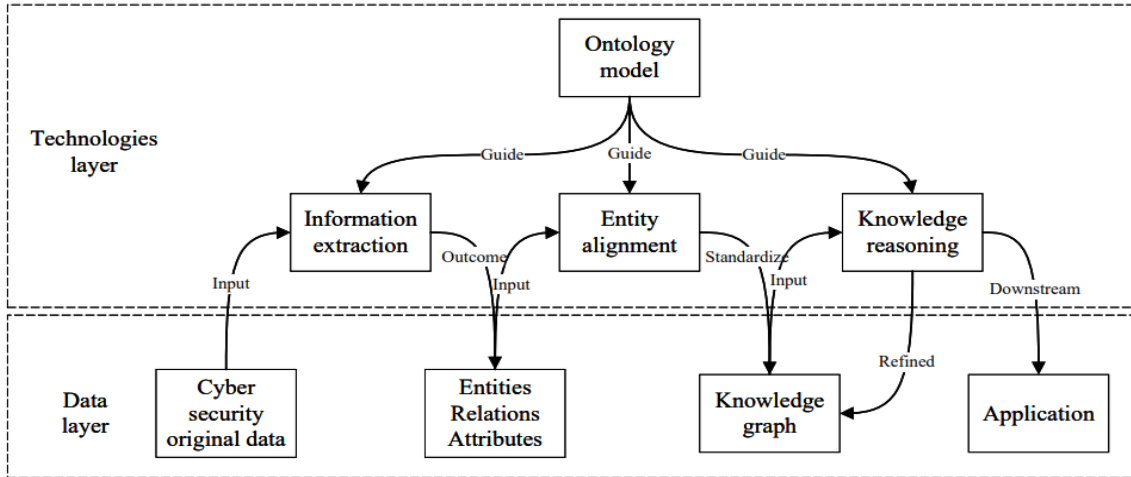 Ontology
model
Technologies
layer
Guide
Guide
Guide
Information
extraction
Entity
alignment
Knowledge
reasoning
Outcome
Standardize
Input
Input
Input
Downstream
Refined
Data
layer
Cyber
security
original data
Entities
Relations
Attributes
Knowledge
graph
Application